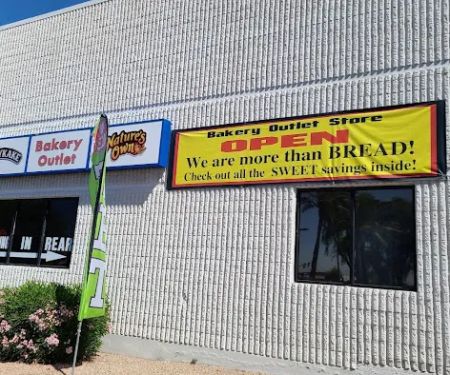 Bakery
Outlet
Nature's
Own
Bakery Outlet Store
OPEN
We are more than BREAD!
Check out all the SWEET savings inside!
IN REAR